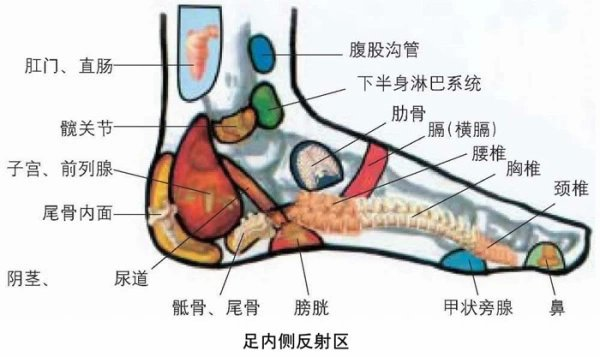 腹股沟管
肛门、直肠
下半身淋巴系统
肋骨
髋关节
膈(横膈)
腰椎
子宫、前列腺
胸椎
颈椎
尾骨内面
阴茎、
尿道
骶骨、尾骨
膀胱
甲状旁腺
鼻
足内侧反射区